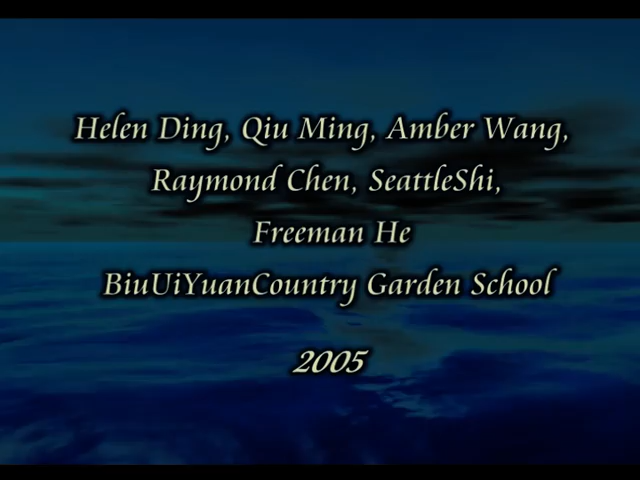 Helen Ding, Qiu Ming, Amber Wang,
Raymond Chen, SeattleShi,
Freeman He
BiuUiYuanCountry Garden School
2005